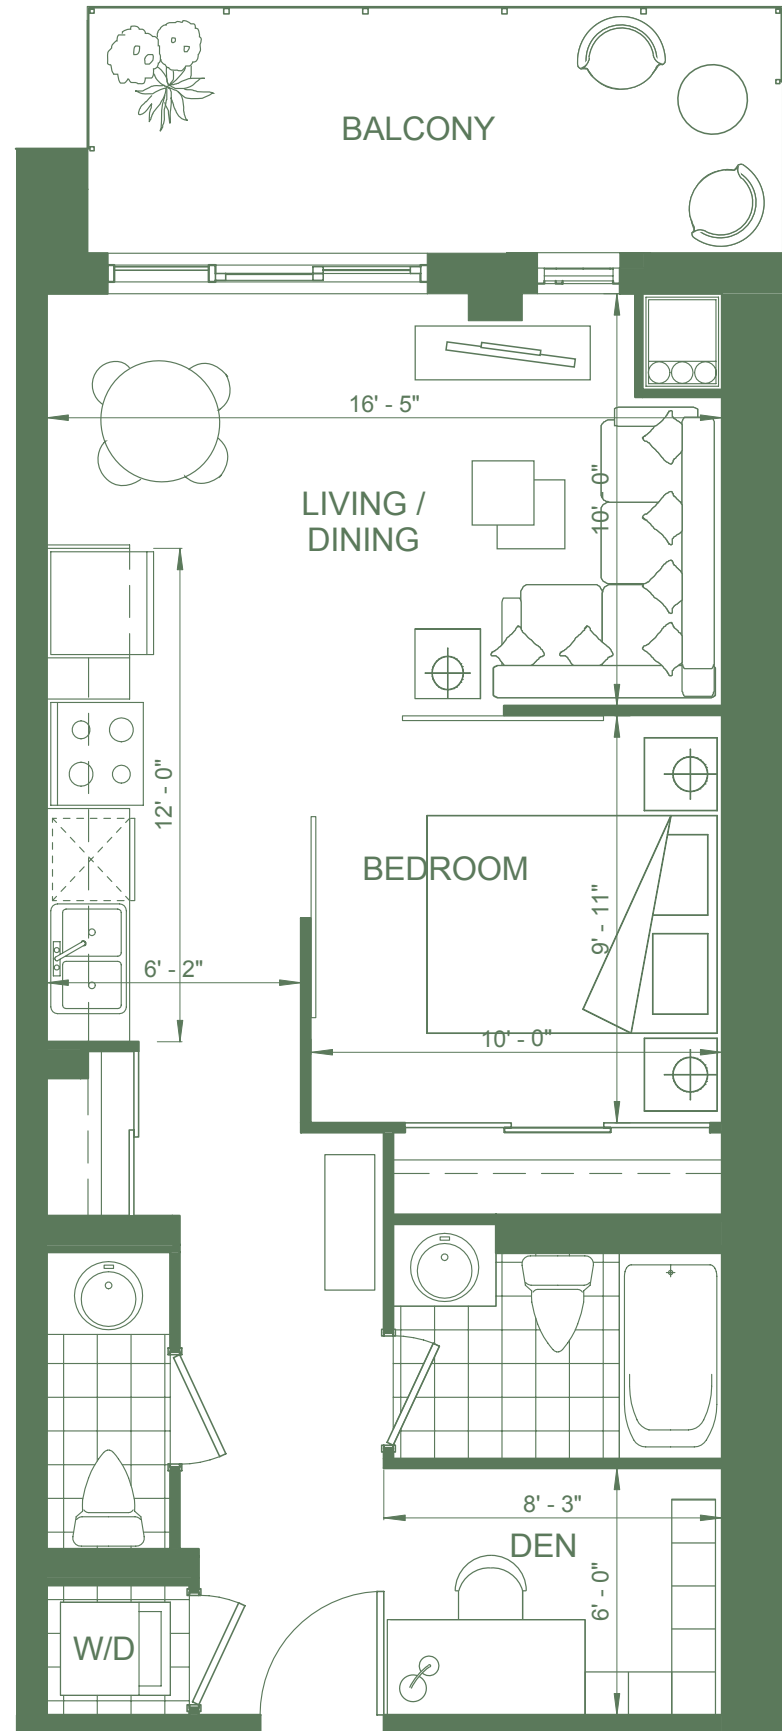 BALCONY
16' - 5"
LIVING /
DINING
10' - 0"
12' - 0"
BEDROOM
9' - 11"
6' - 2"
10' - 0"
8' - 3"
DEN
6' - 0"
W/D